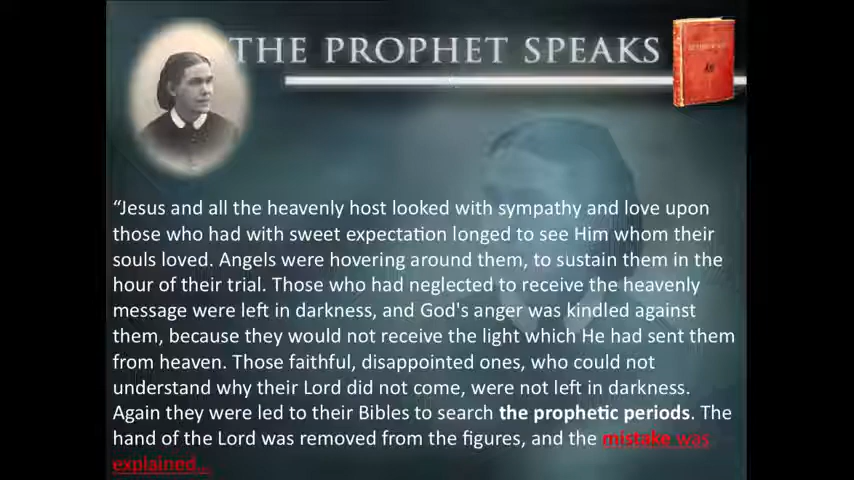 THE PROPHET SPEAKS
“Jesus and all the heavenly host looked with sympathy and love upon
those who had with sweet expectation longed to see Him whom their
souls loved. Angels were hovering around them, to sustain them in the
hour of their trial. Those who had neglected to receive the heavenly
message were left in darkness, and God's anger was kindled against
them, because they would not receive the light which He had sent them
from heaven. Those faithful, disappointed ones, who could not
understand why their Lord did not come, were not left in darkness.
Again they were led to their Bibles to search the prophetic periods. The
hand of the Lord was removed from the figures, and the mistake was
explained...